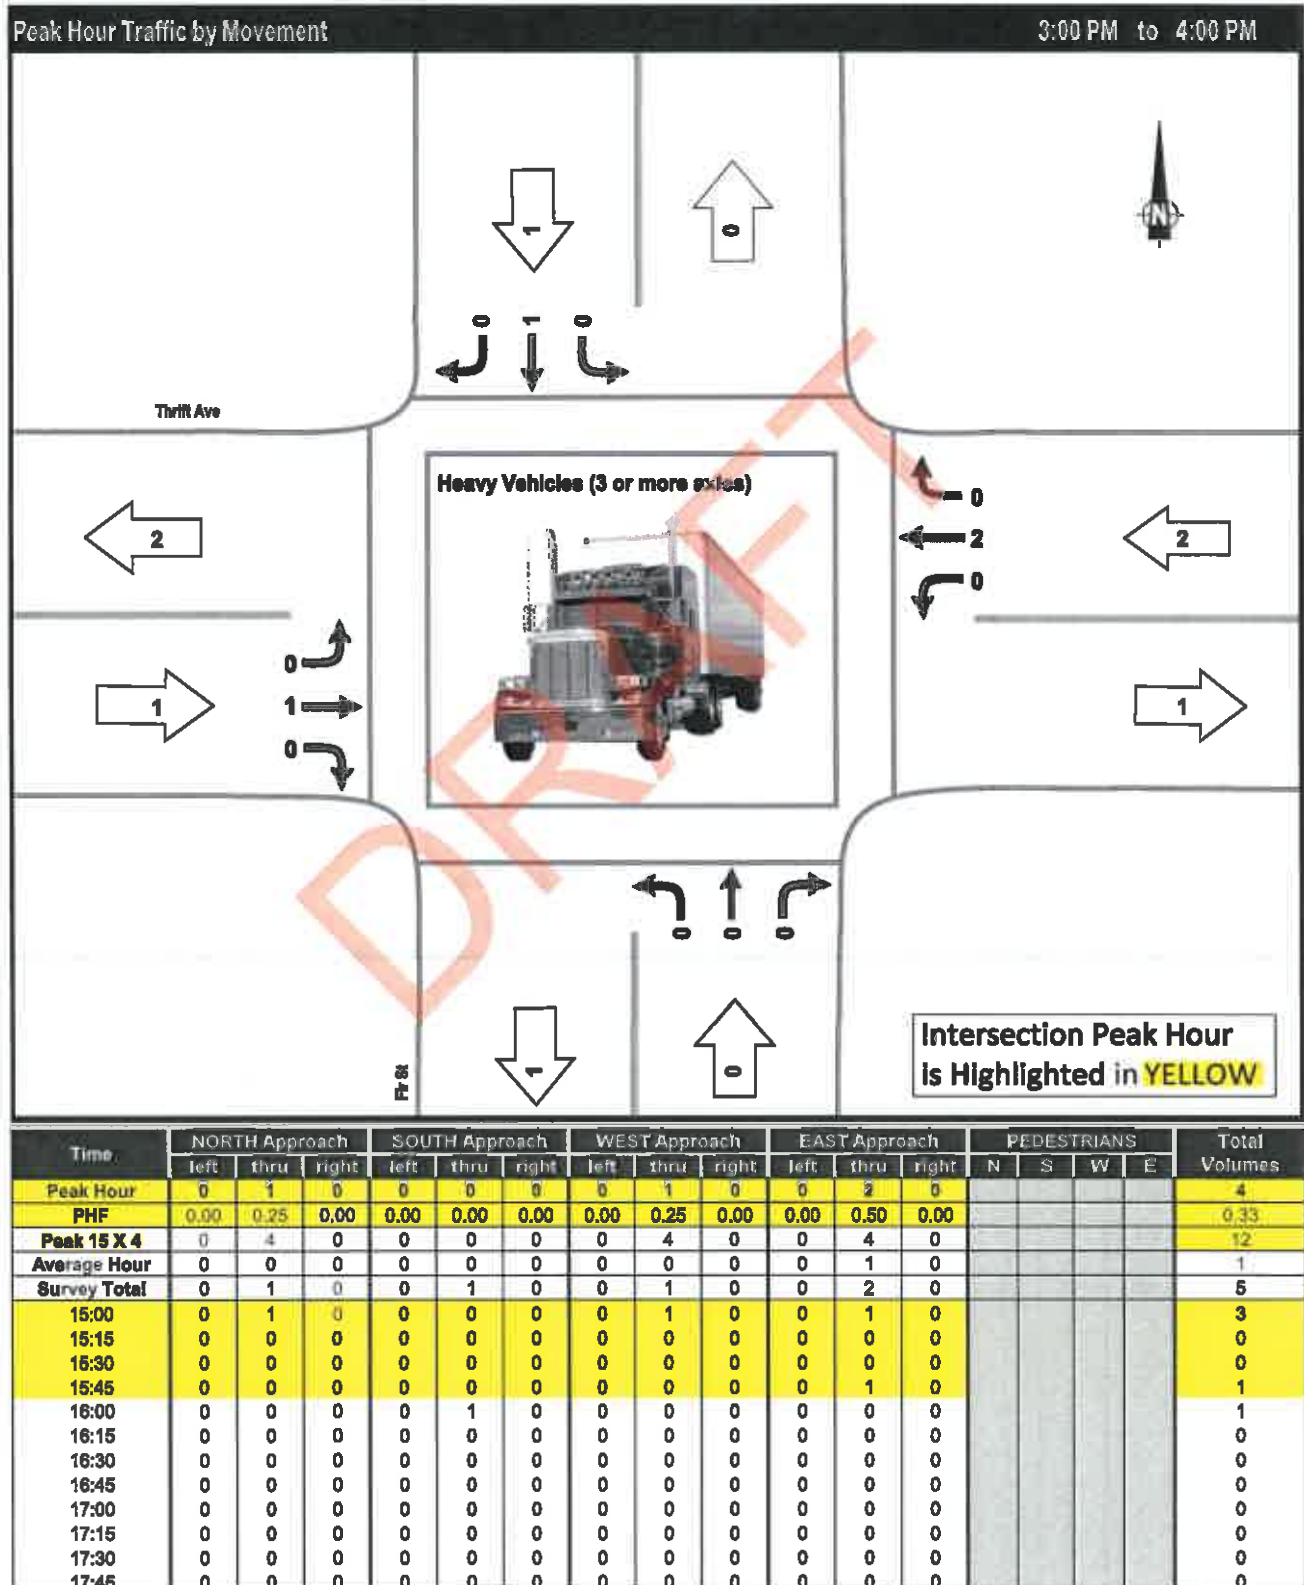 Peak Hour Traffic by Movement 3:00 PM to 4:00 PM
1 0
N
0 1 0
Thrift Ave
Heavy Vehicles (3 or more axles)
0
2 2 2
0
0
1 1 1
0
DRAFT
0 0 0
Intersection Peak Hour
is Highlighted in YELLOW
1 0
Fir St
Time NORTH Approach SOUTH Approach WEST Approach EAST Approach PEDESTRIANS Total
left thru right left thru right left thru right left thru right N S W E Volumes
Peak Hour 0 1 0 0 0 0 0 1 0 0 2 0 4
PHF 0.00 0.25 0.00 0.00 0.00 0.00 0.00 0.25 0.00 0.00 0.50 0.00 0.33
Peak 15 X 4 0 4 0 0 0 0 0 4 0 0 4 0 12
Average Hour 0 0 0 0 0 0 0 0 0 0 1 0 1
Survey Total 0 1 0 0 1 0 0 1 0 0 2 0 5
15:00 0 1 0 0 0 0 0 1 0 0 1 0 3
15:15 0 0 0 0 0 0 0 0 0 0 0 0 0
15:30 0 0 0 0 0 0 0 0 0 0 0 0 0
15:45 0 0 0 0 0 0 0 0 0 0 1 0 1
16:00 0 0 0 0 1 0 0 0 0 0 0 0 1
16:15 0 0 0 0 0 0 0 0 0 0 0 0 0
16:30 0 0 0 0 0 0 0 0 0 0 0 0 0
16:45 0 0 0 0 0 0 0 0 0 0 0 0 0
17:00 0 0 0 0 0 0 0 0 0 0 0 0 0
17:15 0 0 0 0 0 0 0 0 0 0 0 0 0
17:30 0 0 0 0 0 0 0 0 0 0 0 0 0
17:45 0 0 0 0 0 0 0 0 0 0 0 0 0